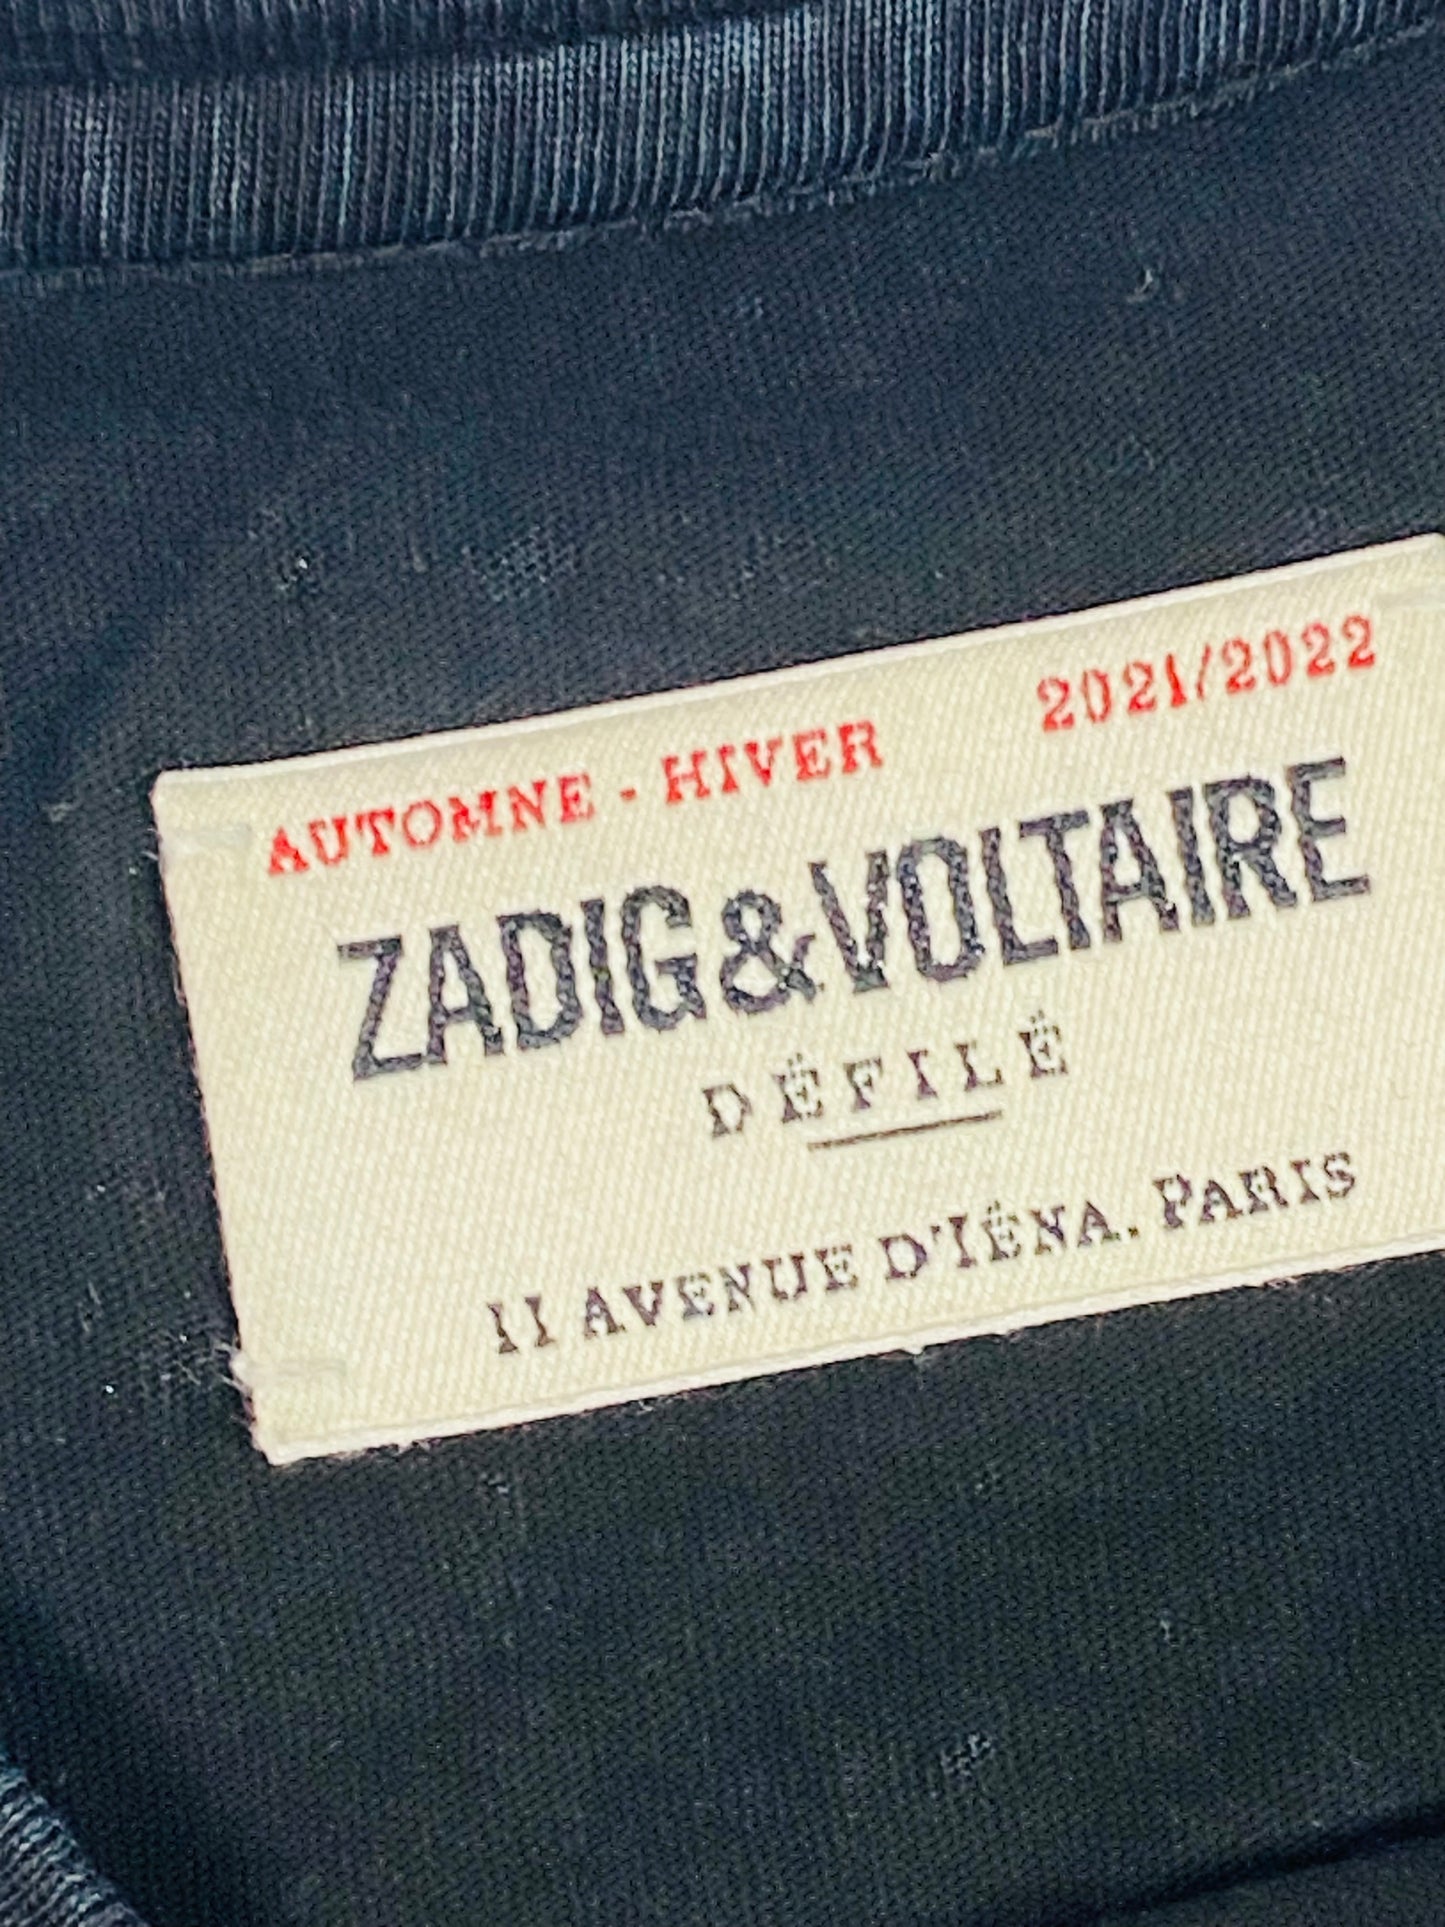 AUTOMNE - HIVER 2021/2022
ZADIG&VOLTAIRE
DÉFILÉ
11 AVENUE D'IÉNA. PARIS